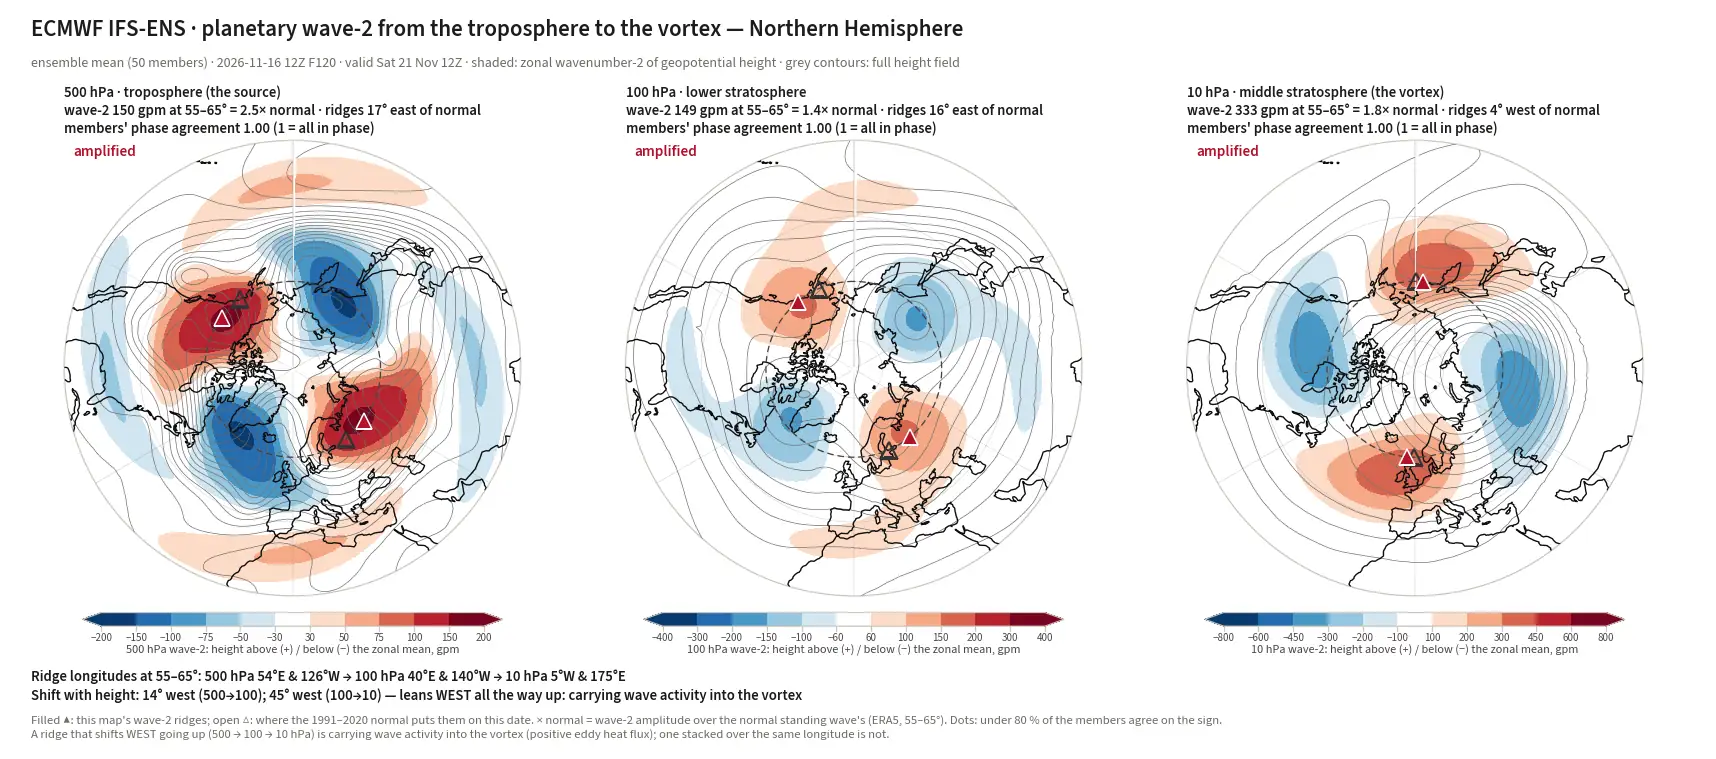 ECMWF IFS-ENS · planetary wave-2 from the troposphere to the vortex — Northern Hemisphere
ensemble mean (50 members) · 2026-11-16 12Z F120 · valid Sat 21 Nov 12Z · shaded: zonal wavenumber-2 of geopotential height · grey contours: full height field
500 hPa · troposphere (the source)
wave-2 150 gpm at 55–65° = 2.5× normal · ridges 17° east of normal
members' phase agreement 1.00 (1 = all in phase)
amplified
100 hPa · lower stratosphere
wave-2 149 gpm at 55–65° = 1.4× normal · ridges 16° east of normal
members' phase agreement 1.00 (1 = all in phase)
amplified
10 hPa · middle stratosphere (the vortex)
wave-2 333 gpm at 55–65° = 1.8× normal · ridges 4° west of normal
members' phase agreement 1.00 (1 = all in phase)
amplified
−200 −150 −100 −75 −50 −30 30 50 75 100 150 200
500 hPa wave-2: height above (+) / below (−) the zonal mean, gpm
−400 −300 −200 −150 −100 −60 60 100 150 200 300 400
100 hPa wave-2: height above (+) / below (−) the zonal mean, gpm
−800 −600 −450 −300 −200 −100 100 200 300 450 600 800
10 hPa wave-2: height above (+) / below (−) the zonal mean, gpm
Ridge longitudes at 55–65°: 500 hPa 54°E & 126°W → 100 hPa 40°E & 140°W → 10 hPa 5°W & 175°E
Shift with height: 14° west (500→100); 45° west (100→10) — leans WEST all the way up: carrying wave activity into the vortex
Filled ▲: this map's wave-2 ridges; open △: where the 1991–2020 normal puts them on this date. × normal = wave-2 amplitude over the normal standing wave's (ERA5, 55–65°). Dots: under 80 % of the members agree on the sign.
A ridge that shifts WEST going up (500 → 100 → 10 hPa) is carrying wave activity into the vortex (positive eddy heat flux); one stacked over the same longitude is not.